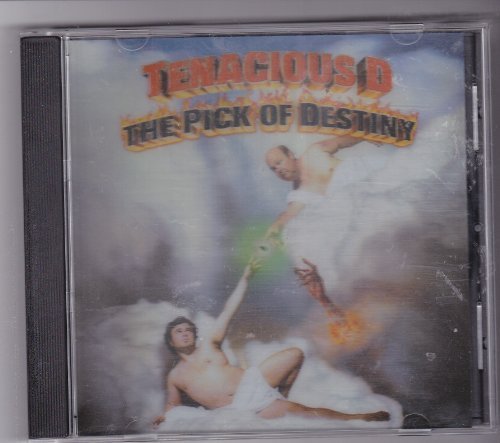 TENACIOUS D
THE PICK OF DESTINY